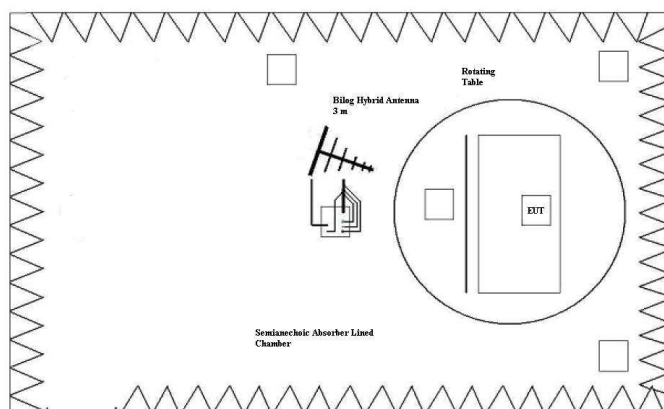 Rotating
Table
Bilog Hybrid Antenna
3 m
EUT
Semianechoic Absorber Lined
Chamber